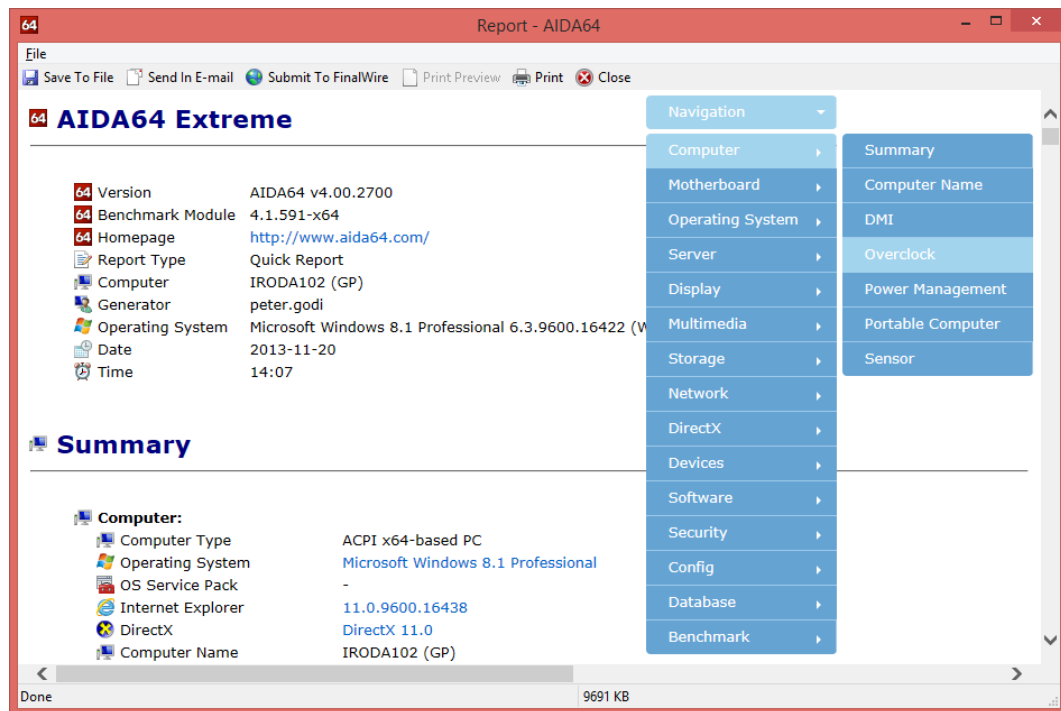 64 Report - AIDA64
File
Save To File Send In E-mail Submit To FinalWire Print Preview Print Close
64 AIDA64 Extreme
64 Version AIDA64 v4.00.2700
64 Benchmark Module 4.1.591-x64
64 Homepage http://www.aida64.com/
Report Type Quick Report
Computer IRODA102 (GP)
Generator peter.godi
Operating System Microsoft Windows 8.1 Professional 6.3.9600.16422 (W
Date 2013-11-20
Time 14:07
Summary
Computer:
Computer Type ACPI x64-based PC
Operating System Microsoft Windows 8.1 Professional
OS Service Pack -
Internet Explorer 11.0.9600.16438
DirectX DirectX 11.0
Computer Name IRODA102 (GP)
Navigation
Computer
Motherboard
Operating System
Server
Display
Multimedia
Storage
Network
DirectX
Devices
Software
Security
Config
Database
Benchmark
Summary
Computer Name
DMI
Overclock
Power Management
Portable Computer
Sensor
Done 9691 KB